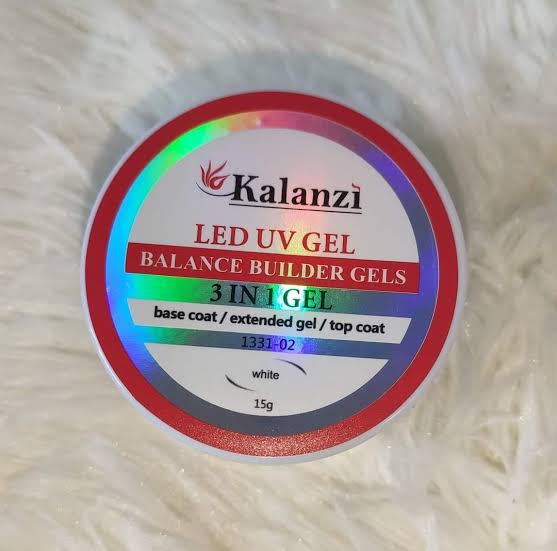 Kalanzi
LED UV GEL
BALANCE BUILDER GELS
3 IN 1 GEL
base coat / extended gel / top coat
1331-02
white
15g